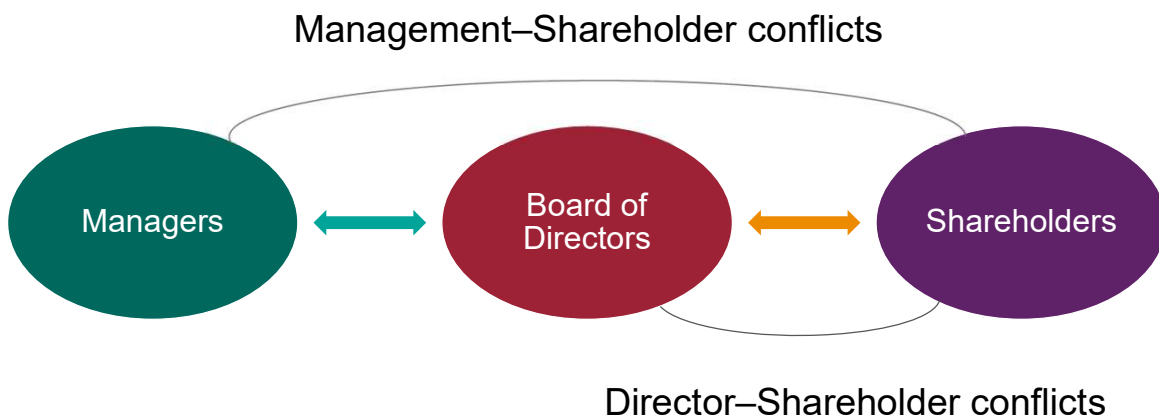 Management–Shareholder conflicts
Managers
Board of
Directors
Shareholders
Director–Shareholder conflicts